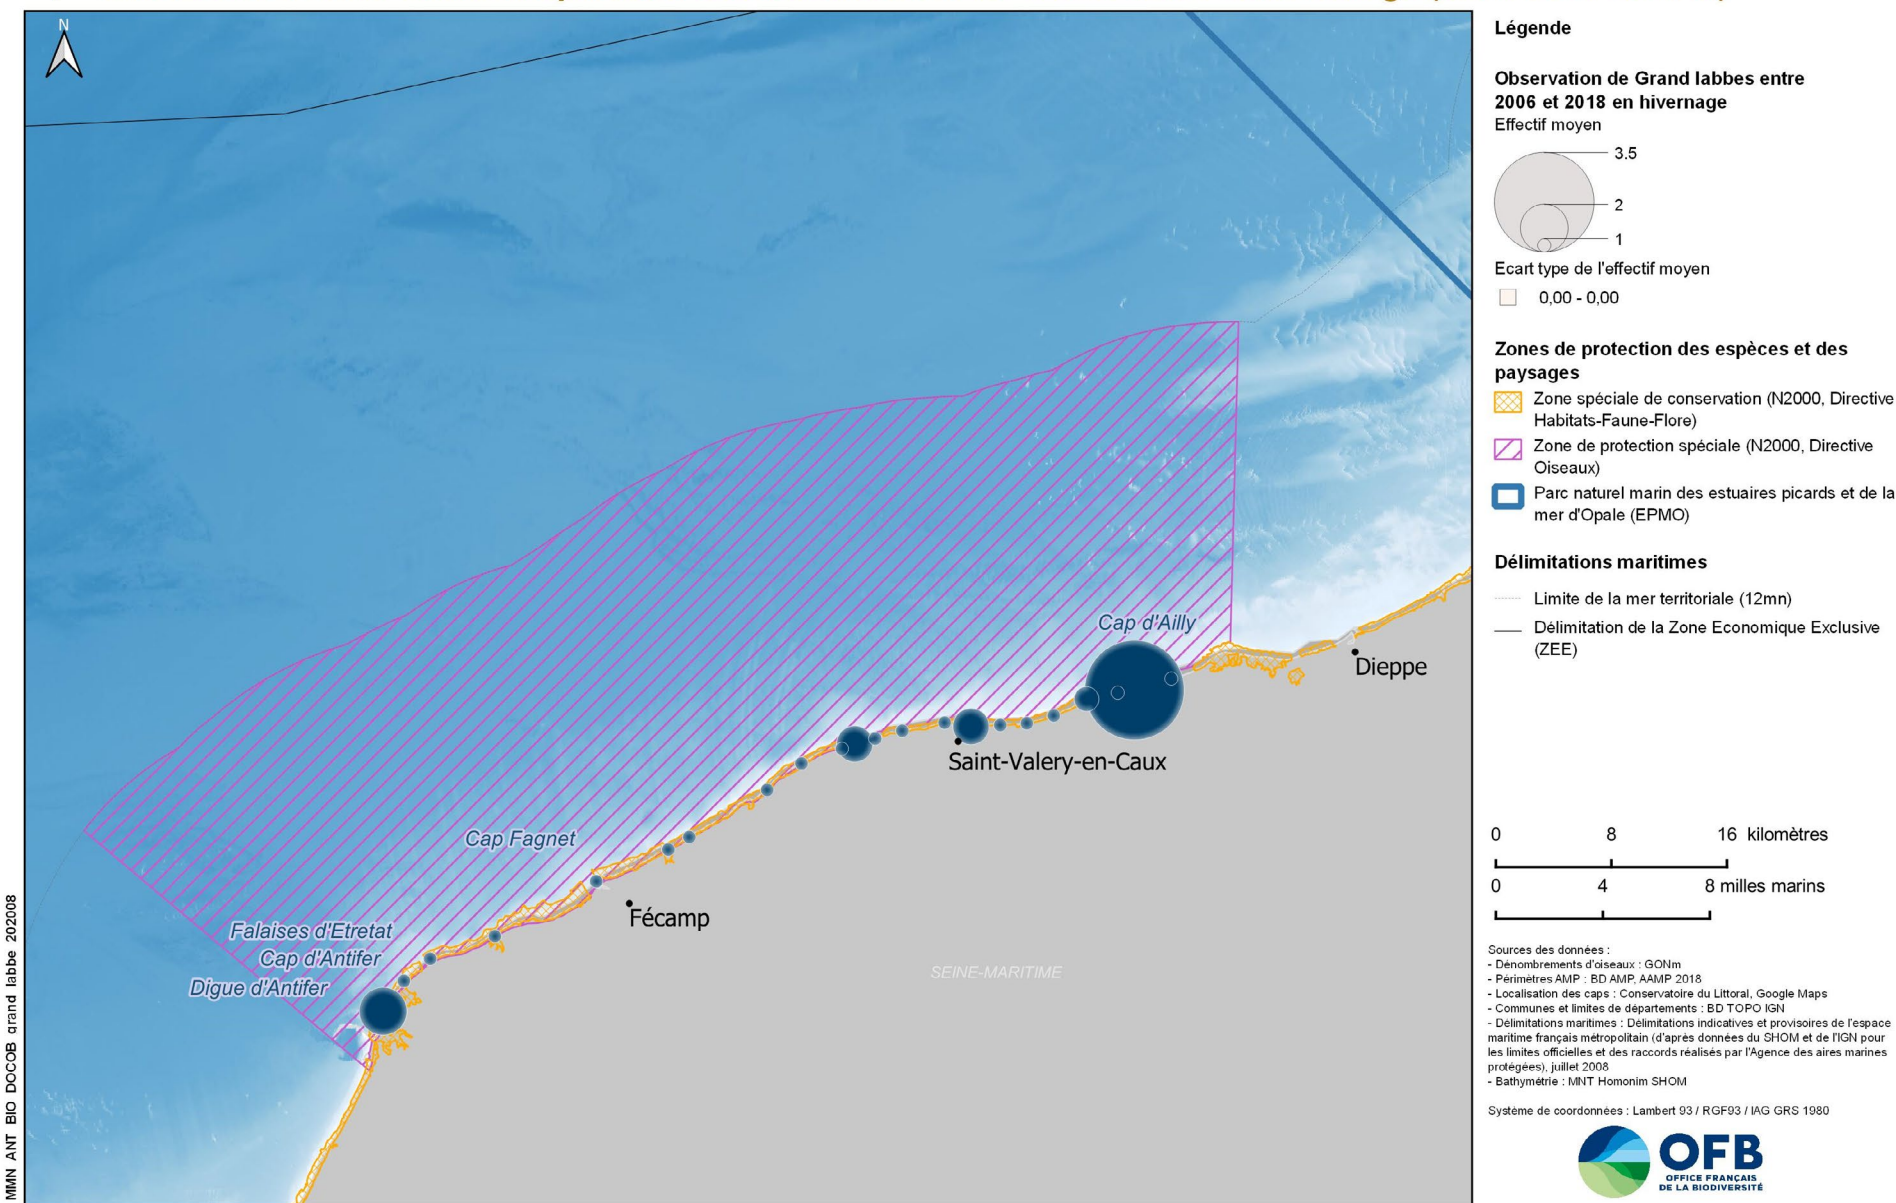 N
Cap d'Ailly
Dieppe
Saint-Valery-en-Caux
Cap Fagnet
Fécamp
Falaises d'Etretat
Cap d'Antifer
Digue d'Antifer
SEINE-MARITIME
MMN ANT BIO DOCOB grand labbe 202008
Légende
Observation de Grand labbes entre
2006 et 2018 en hivernage
Effectif moyen
3.5
2
1
Ecart type de l'effectif moyen
0,00 - 0,00
Zones de protection des espèces et des
paysages
Zone spéciale de conservation (N2000, Directive
Habitats-Faune-Flore)
Zone de protection spéciale (N2000, Directive
Oiseaux)
Parc naturel marin des estuaires picards et de la
mer d'Opale (EPMO)
Délimitations maritimes
Limite de la mer territoriale (12mn)
Délimitation de la Zone Economique Exclusive
(ZEE)
0 8 16 kilomètres
0 4 8 milles marins
Sources des données :
- Dénombrements d'oiseaux : GONm
- Périmètres AMP : BD AMP, AAMP 2018
- Localisation des caps : Conservatoire du Littoral, Google Maps
- Communes et limites de départements : BD TOPO IGN
- Délimitations maritimes : Délimitations indicatives et provisoires de l'espace
maritime français métropolitain (d'après données du SHOM et de l'IGN pour
les limites officielles et des raccords réalisés par l'Agence des aires marines
protégées), juillet 2008
- Bathymétrie : MNT Homonim SHOM
Système de coordonnées : Lambert 93 / RGF93 / IAG GRS 1980
OFB
OFFICE FRANÇAIS
DE LA BIODIVERSITÉ